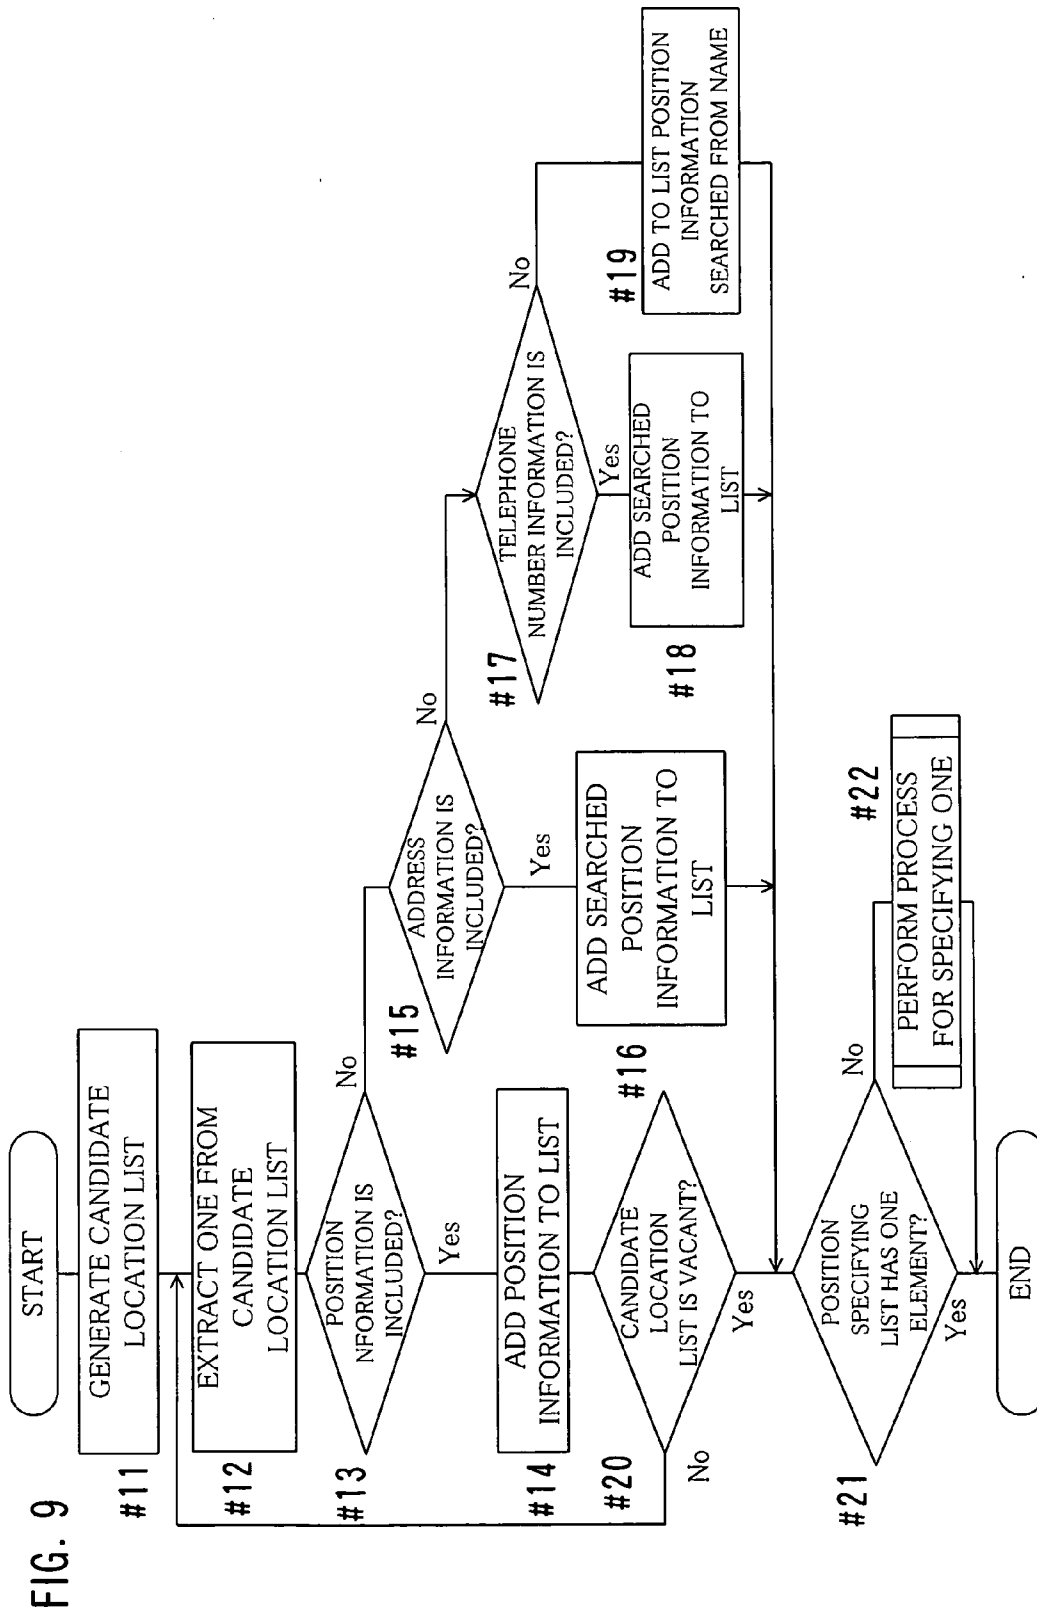 FIG. 9
START
#11
GENERATE CANDIDATE
LOCATION LIST
#12
EXTRACT ONE FROM
CANDIDATE
LOCATION LIST
#13
POSITION
NFORMATION IS
INCLUDED?
No
Yes
#14
ADD POSITION
INFORMATION TO LIST
#15
ADDRESS
INFORMATION IS
INCLUDED?
No
Yes
#16
ADD SEARCHED
POSITION
INFORMATION TO
LIST
#17
TELEPHONE
NUMBER INFORMATION IS
INCLUDED?
No
Yes
#18
ADD SEARCHED
POSITION
INFORMATION TO
LIST
#19
ADD TO LIST POSITION
INFORMATION
SEARCHED FROM NAME
#20
CANDIDATE
LOCATION
LIST IS VACANT?
No
Yes
#21
POSITION
SPECIFYING
LIST HAS ONE
ELEMENT?
No
Yes
#22
PERFORM PROCESS
FOR SPECIFYING ONE
END